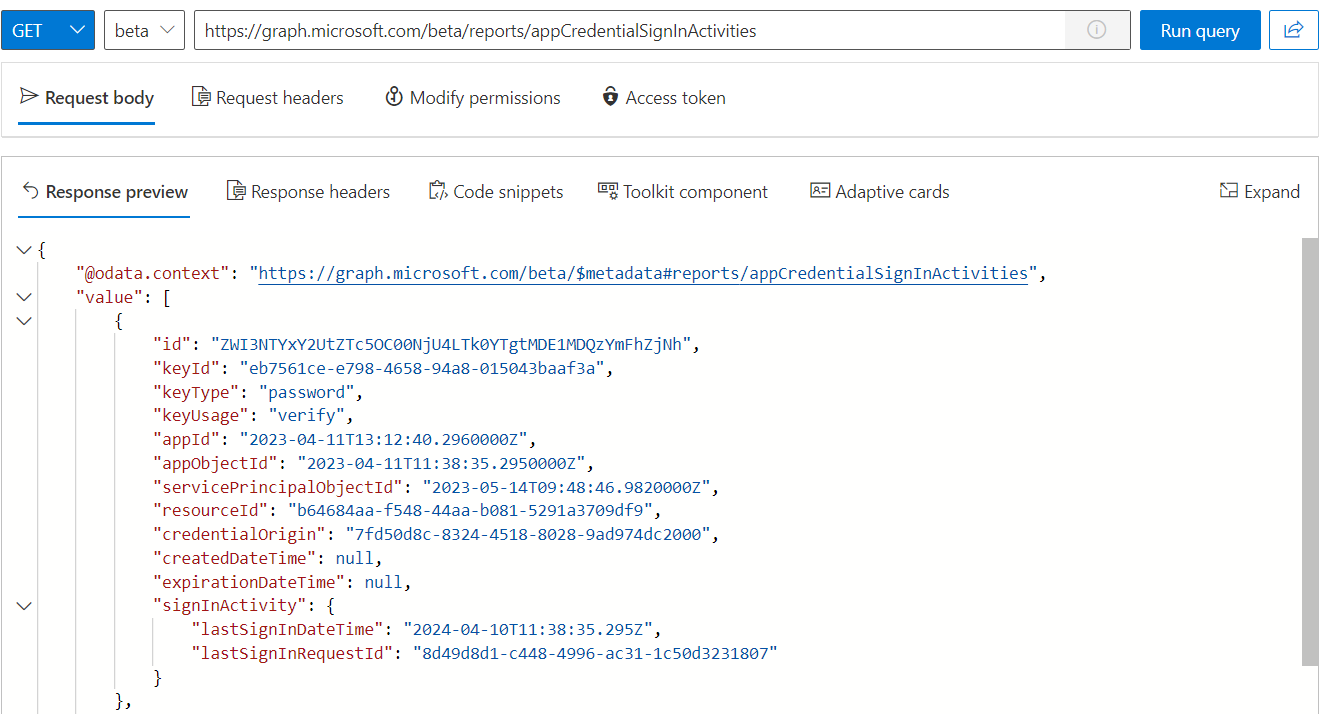 GET beta https://graph.microsoft.com/beta/reports/appCredentialSignInActivities Run query
Request body Request headers Modify permissions Access token
Response preview Response headers Code snippets Toolkit component Adaptive cards Expand
{
"@odata.context": "https://graph.microsoft.com/beta/$metadata#reports/appCredentialSignInActivities",
"value": [
{
"id": "ZWI3NTYxY2UtZTc5OC00NjU4LTk0YTgtMDE1MDQzYmFhZjNh",
"keyId": "eb7561ce-e798-4658-94a8-015043baaf3a",
"keyType": "password",
"keyUsage": "verify",
"appId": "2023-04-11T13:12:40.2960000Z",
"appObjectId": "2023-04-11T11:38:35.2950000Z",
"servicePrincipalObjectId": "2023-05-14T09:48:46.9820000Z",
"resourceId": "b64684aa-f548-44aa-b081-5291a3709df9",
"credentialOrigin": "7fd50d8c-8324-4518-8028-9ad974dc2000",
"createdDateTime": null,
"expirationDateTime": null,
"signInActivity": {
"lastSignInDateTime": "2024-04-10T11:38:35.295Z",
"lastSignInRequestId": "8d49d8d1-c448-4996-ac31-1c50d3231807"
}
},